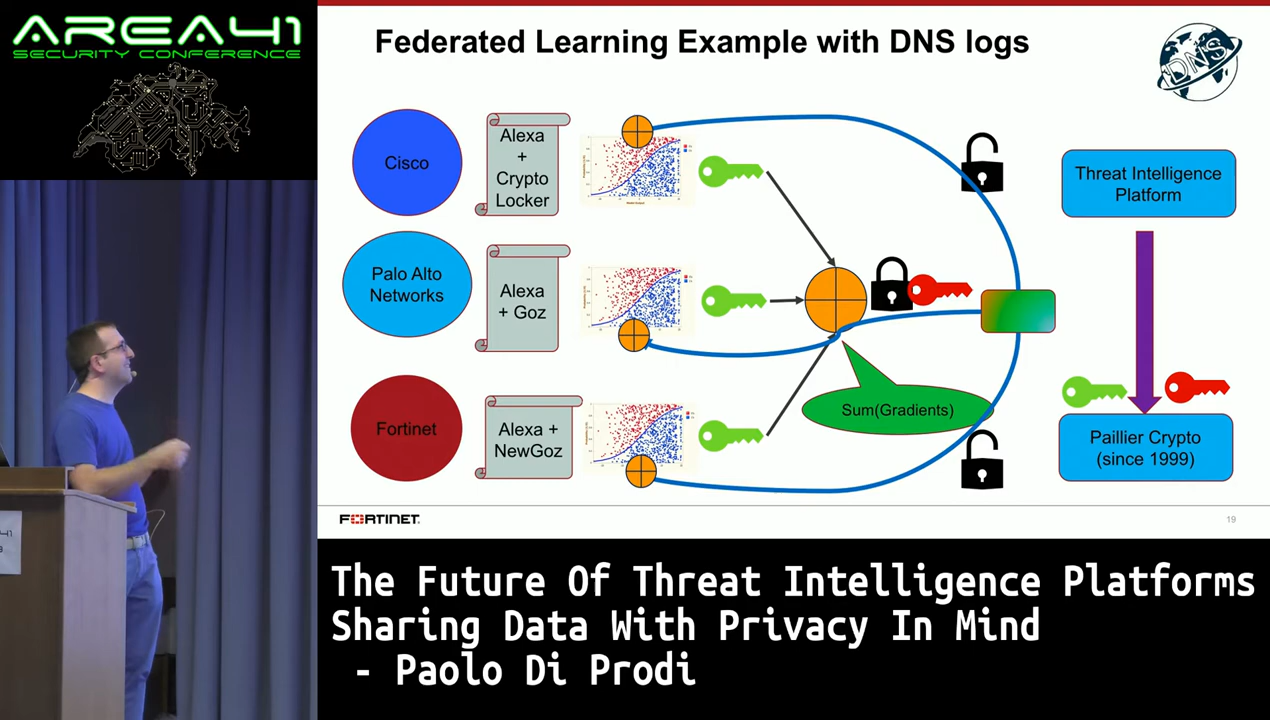 AREA41
SECURITY CONFERENCE
Federated Learning Example with DNS logs
DNS
Cisco
Alexa
+
Crypto
Locker
Threat Intelligence
Platform
Palo Alto
Networks
Alexa
+ Goz
Sum(Gradients)
Fortinet
Alexa +
NewGoz
Paillier Crypto
(since 1999)
FORTINET
19
The Future Of Threat Intelligence Platforms
Sharing Data With Privacy In Mind
- Paolo Di Prodi